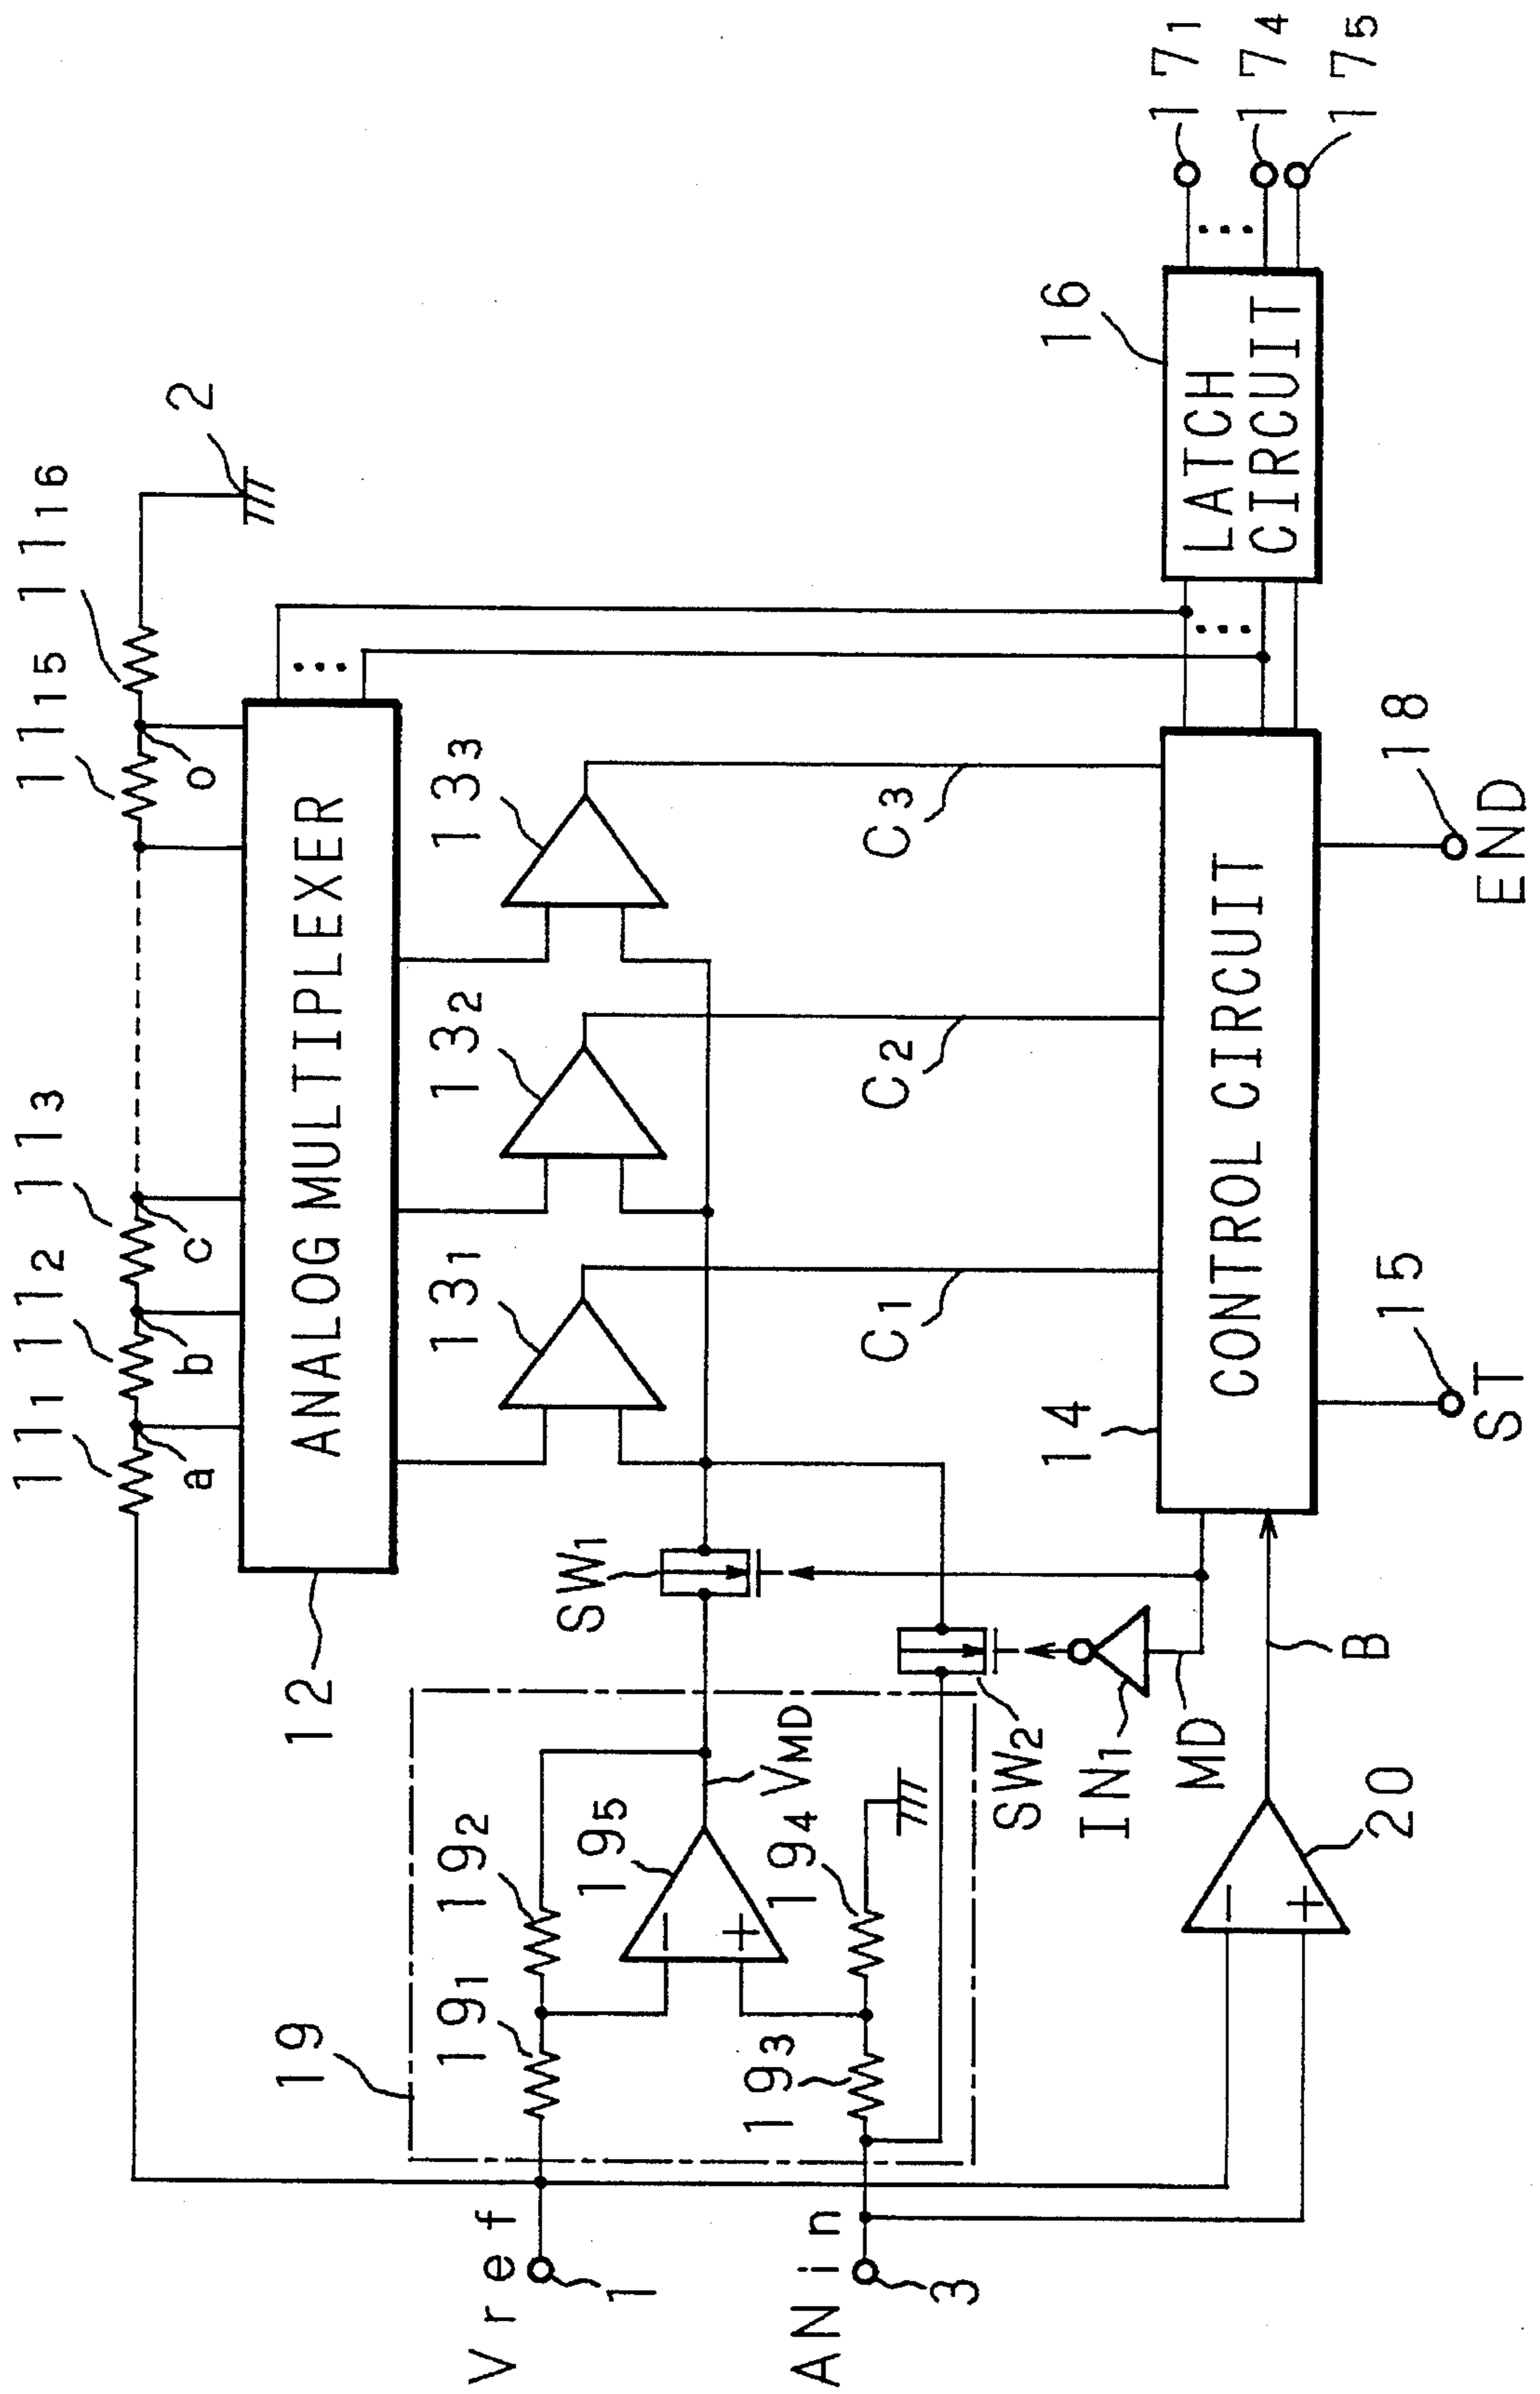 11₁ 11₂ 11₃ 11₁₅ 11₁₆
a b c o 2
12 ANALOG MULTIPLEXER
SW₁ 13₁ 13₂ 13₃
19 19₁ 19₂
Vref
1
19₅
VMD
19₃ 19₄
ANin
3
SW₂
C₁ C₂ C₃
IN₁
MD
14 16
− +
− +
20
B
CONTROL CIRCUIT
LATCH
CIRCUIT
17₁
17₄
17₅
15 18
ST END